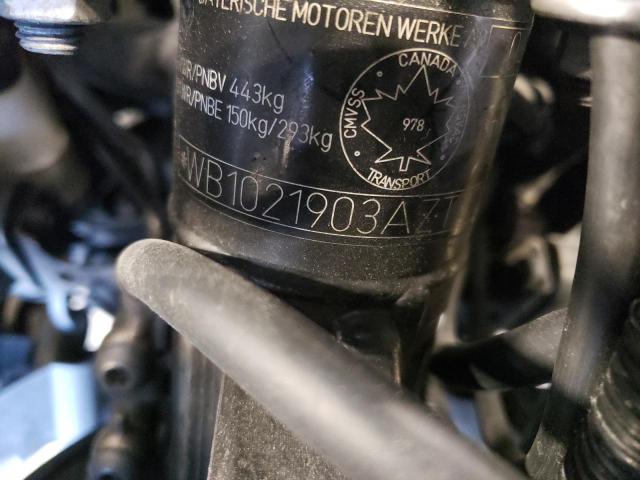 BAYERISCHE MOTOREN WERKE
/PNBV 443kg
/PNBE 150kg/293kg
CANADA
CMVSS
978
TRANSPORT
*WB1021903AZ